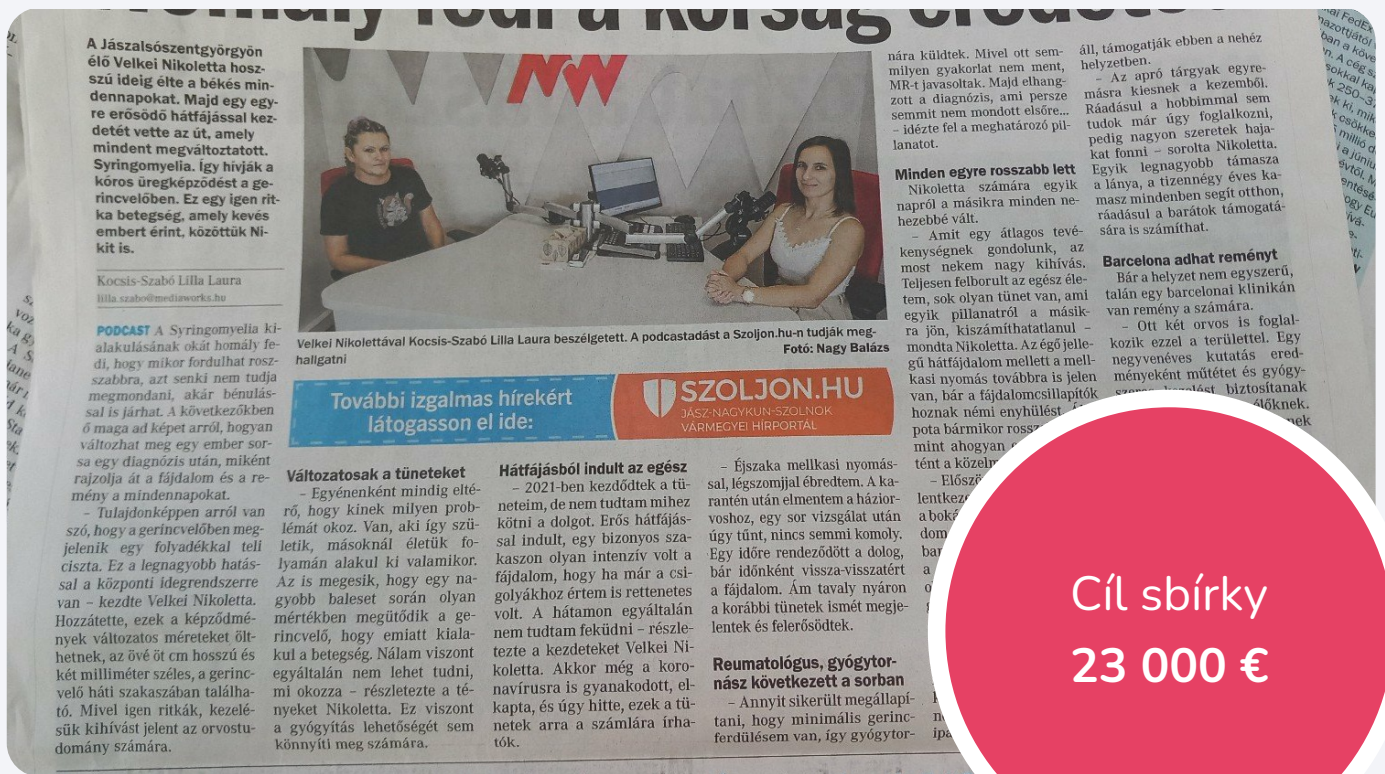 a kórság
A Jászalsószentgyörgyön
élő Velkei Nikoletta hosz-
szú ideig élte a békés min-
dennapokat. Majd egy egy-
re erősödő hátfájással kez-
detét vette az út, amely
mindent megváltoztatott.
Syringomyelia. Így hívják a
kóros üregképződést a ge-
rincvelőben. Ez egy igen rit-
ka betegség, amely kevés
embert érint, közöttük Ni-
kit is.
Kocsis-Szabó Lilla Laura
lilla.szabo@mediaworks.hu
PODCAST A Syringomyelia ki-
alakulásának okát homály fe-
di, hogy mikor fordulhat rosz-
szabbra, azt senki nem tudja
megmondani, akár bénulás-
sal is járhat. A következőkben
ő maga ad képet arról, hogyan
változhat meg egy ember sor-
sa egy diagnózis után, miként
rajzolja át a fájdalom és a re-
mény a mindennapokat.
– Tulajdonképpen arról van
szó, hogy a gerincvelőben meg-
jelenik egy folyadékkal teli
ciszta. Ez a legnagyobb hatás-
sal a központi idegrendszerre
van – kezdte Velkei Nikoletta.
Hozzátette, ezek a képződmé-
nyek változatos méreteket ölt-
hetnek, az övé öt cm hosszú és
két milliméter széles, a gerinc-
velő háti szakaszában találha-
tó. Mivel igen ritkák, kezelé-
sük kihívást jelent az orvostu-
domány számára.
Velkei Nikolettával Kocsis-Szabó Lilla Laura beszélgetett. A podcastadást a Szoljon.hu-n tudják meg-
hallgatni
Fotó: Nagy Balázs
További izgalmas hírekért
látogasson el ide:
SZOLJON.HU
JÁSZ-NAGYKUN-SZOLNOK
VÁRMEGYEI HÍRPORTÁL
Változatosak a tüneteket
– Egyénenként mindig elté-
rő, hogy kinek milyen prob-
lémát okoz. Van, aki így szü-
letik, másoknál életük fo-
lyamán alakul ki valamikor.
Az is megesik, hogy egy na-
gyobb baleset során olyan
mértékben megütődik a ge-
rincvelő, hogy emiatt kiala-
kul a betegség. Nálam viszont
egyáltalán nem lehet tudni,
mi okozza – részletezte a té-
nyeket Nikoletta. Ez viszont
a gyógyítás lehetőségét sem
könnyíti meg számára.
Hátfájásból indult az egész
– 2021-ben kezdődtek a tü-
neteim, de nem tudtam mihez
kötni a dolgot. Erős hátfájás-
sal indult, egy bizonyos sza-
kaszon olyan intenzív volt a
fájdalom, hogy ha már a csi-
golyákhoz értem is rettenetes
volt. A hátamon egyáltalán
nem tudtam feküdni – részle-
tezte a kezdeteket Velkei Ni-
koletta. Akkor még a koro-
navírusra is gyanakodott, el-
kapta, és úgy hitte, ezek a tü-
netek arra a számlára írha-
tók.
– Éjszaka mellkasi nyomás-
sal, légszomjjal ébredtem. A ka-
rantén után elmentem a házior-
voshoz, egy sor vizsgálat után
úgy tűnt, nincs semmi komoly.
Egy időre rendeződött a dolog,
bár időnként vissza-visszatért
a fájdalom. Ám tavaly nyáron
a korábbi tünetek ismét megje-
lentek és felerősödtek.
Reumatológus, gyógytor-
nász következett a sorban
– Annyit sikerült megállapí-
tani, hogy minimális gerinc-
ferdülésem van, így gyógytor-
nára küldtek. Mivel ott sem-
milyen gyakorlat nem ment,
MR-t javasoltak. Majd elhang-
zott a diagnózis, ami persze
semmit nem mondott elsőre...
– idézte fel a meghatározó pil-
lanatot.
Minden egyre rosszabb lett
Nikoletta számára egyik
napról a másikra minden ne-
hezebbé vált.
– Amit egy átlagos tevé-
kenységnek gondolunk, az
most nekem nagy kihívás.
Teljesen felborult az egész éle-
tem, sok olyan tünet van, ami
egyik pillanatról a másik-
ra jön, kiszámíthatatlanul –
mondta Nikoletta. Az égő jelle-
gű hátfájdalom mellett a mell-
kasi nyomás továbbra is jelen
van, bár a fájdalomcsillapítók
hoznak némi enyhülést
pota bármikor
mint ahogyan
tént a
– Először
áll, támogatják ebben a nehéz
helyzetben.
– Az apró tárgyak egyre-
másra kiesnek a kezemből.
Ráadásul a hobbimmal sem
tudok már úgy foglalkozni,
pedig nagyon szeretek haja-
kat fonni – sorolta Nikoletta.
Egyik legnagyobb támasza
a lánya, a tizennégy éves ka-
masz mindenben segít otthon,
ráadásul a barátok támogatá-
sára is számíthat.
Barcelona adhat reményt
Bár a helyzet nem egyszerű,
talán egy barcelonai klinikán
van remény a számára.
– Ott két orvos is foglal-
kozik ezzel a területtel. Egy
negyvenéves kutatás ered-
ményeként műtétet és gyógy-
biztosítanak
Cíl sbírky
23 000 €